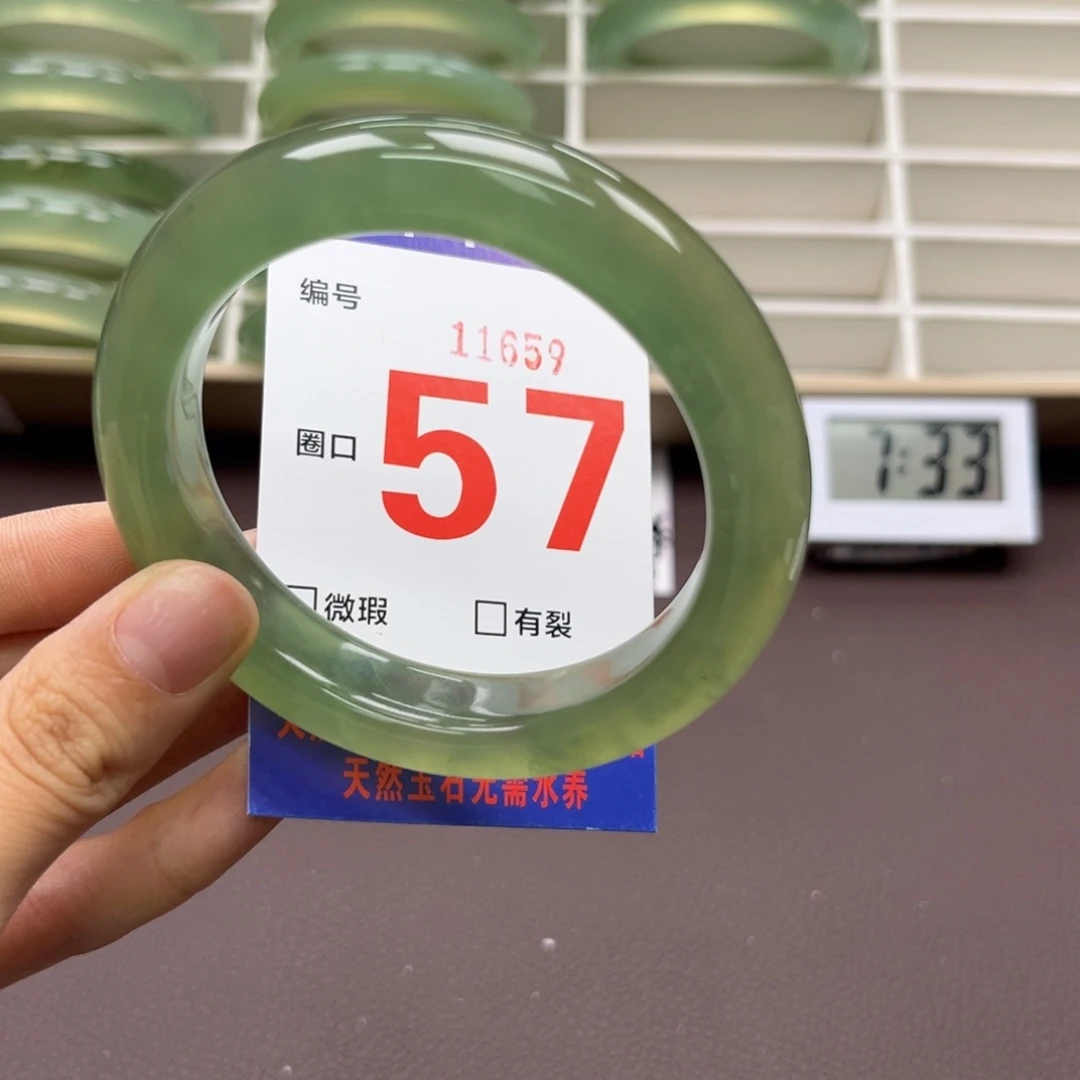 编号
11659
圈口 57
微瑕 有裂
天然玉石无需水养
7:33